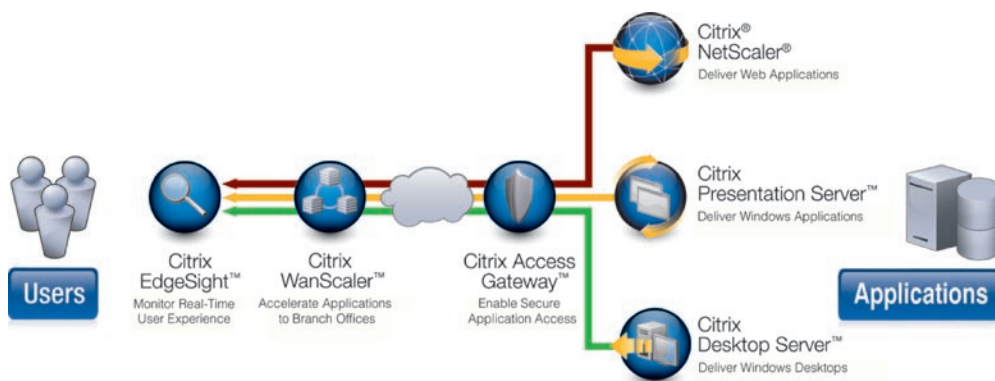 Citrix®
NetScaler®
Deliver Web Applications
Citrix
Presentation Server™
Deliver Windows Applications
Users
Citrix
EdgeSight™
Monitor Real-Time
User Experience
Citrix
WanScaler™
Accelerate Applications
to Branch Offices
Citrix Access
Gateway™
Enable Secure
Application Access
Applications
Citrix
Desktop Server™
Deliver Windows Desktops